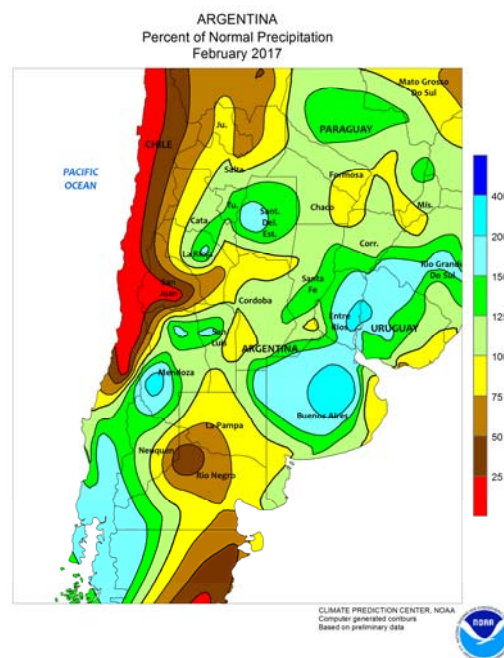 ARGENTINA
Percent of Normal Precipitation
February 2017
Mato Grosso
Do Sul
PARAGUAY
Ju.
CHILE
PACIFIC
OCEAN
Salta
Formosa
Tu.
Sant.
Del.
Est.
Chaco
Mis.
Cata.
La Rioja
Corr.
Rio Grande
Do Sul
San
Juan
Santa
Fe
Cordoba
Entre
Rios
URUGUAY
San
Luis
ARGENTINA
Mendoza
Buenos Aires
La Pampa
Neuquen
Rio Negro
400
200
150
125
100
75
50
25
CLIMATE PREDICTION CENTER, NOAA
Computer generated contours
Based on preliminary data
NOAA